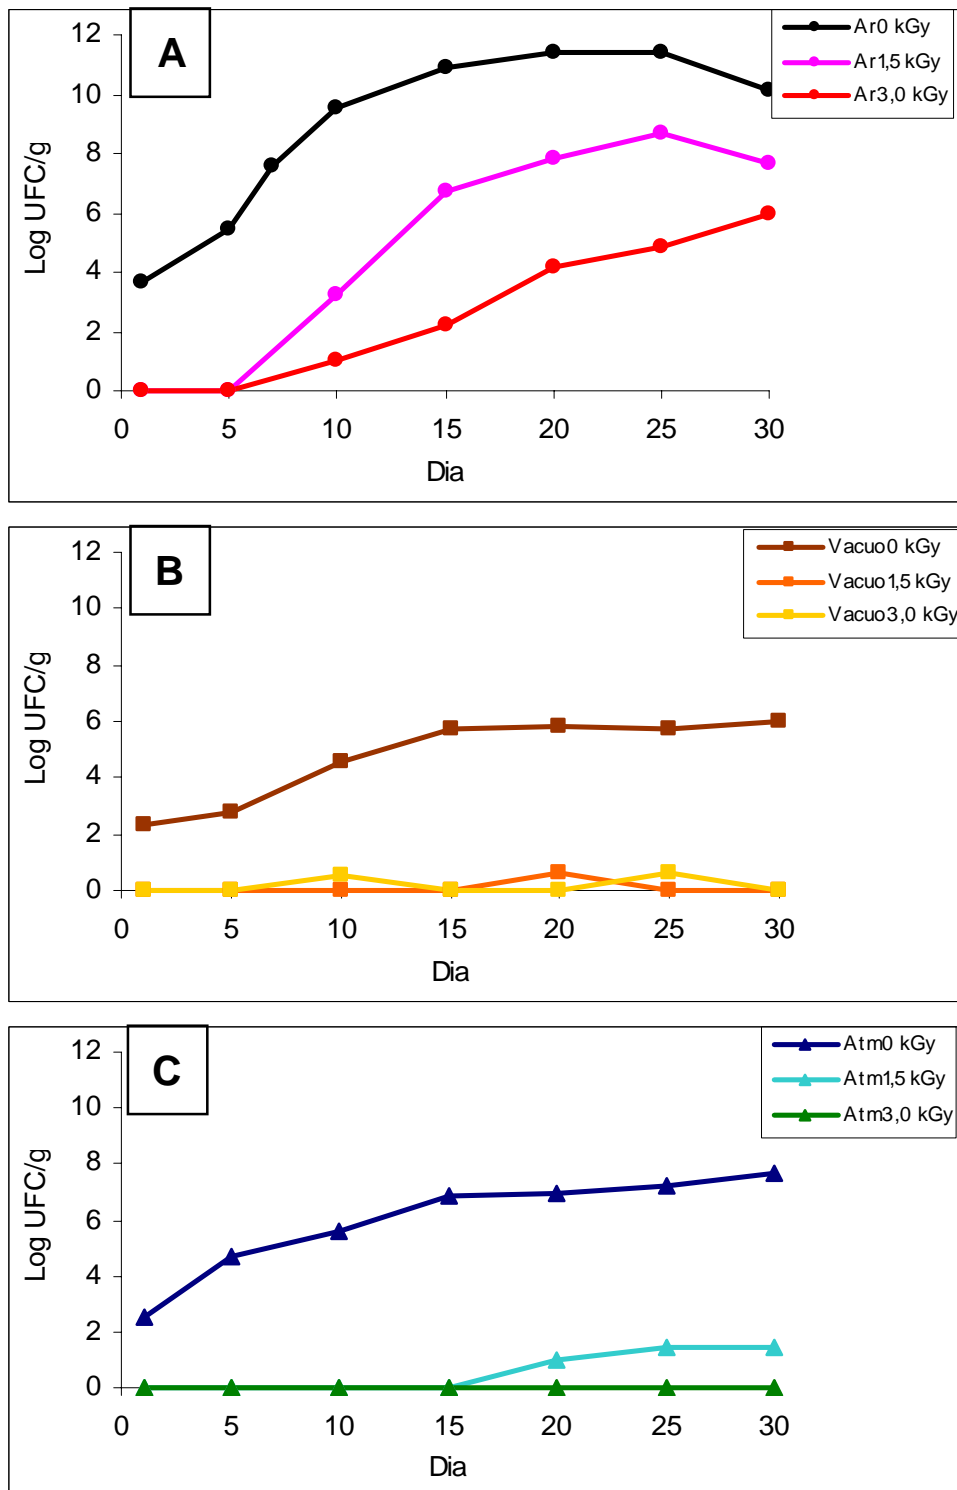 A
Ar0 kGy
Ar1,5 kGy
Ar3,0 kGy
Log UFC/g
12
10
8
6
4
2
0
0 5 10 15 20 25 30
Dia
B
Vacuo0 kGy
Vacuo1,5 kGy
Vacuo3,0 kGy
Log UFC/g
12
10
8
6
4
2
0
0 5 10 15 20 25 30
Dia
C
Atm0 kGy
Atm1,5 kGy
Atm3,0 kGy
Log UFC/g
12
10
8
6
4
2
0
0 5 10 15 20 25 30
Dia